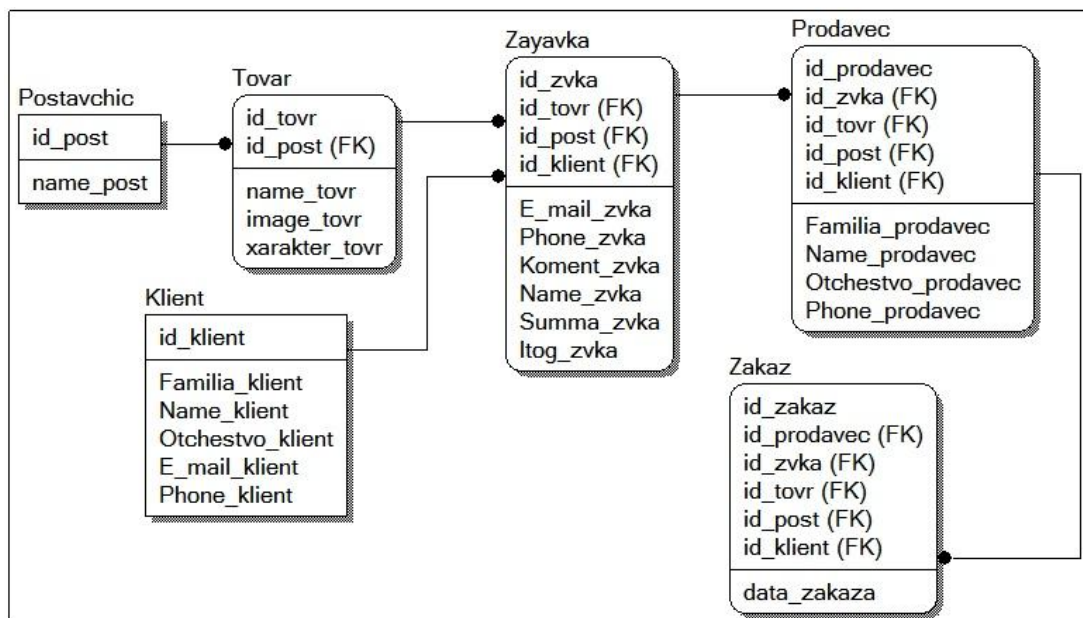 Postavchic
id_post
name_post
Tovar
id_tovr
id_post (FK)
name_tovr
image_tovr
xarakter_tovr
Klient
id_klient
Familia_klient
Name_klient
Otchestvo_klient
E_mail_klient
Phone_klient
Zayavka
id_zvka
id_tovr (FK)
id_post (FK)
id_klient (FK)
E_mail_zvka
Phone_zvka
Koment_zvka
Name_zvka
Summa_zvka
Itog_zvka
Prodavec
id_prodavec
id_zvka (FK)
id_tovr (FK)
id_post (FK)
id_klient (FK)
Familia_prodavec
Name_prodavec
Otchestvo_prodavec
Phone_prodavec
Zakaz
id_zakaz
id_prodavec (FK)
id_zvka (FK)
id_tovr (FK)
id_post (FK)
id_klient (FK)
data_zakaza